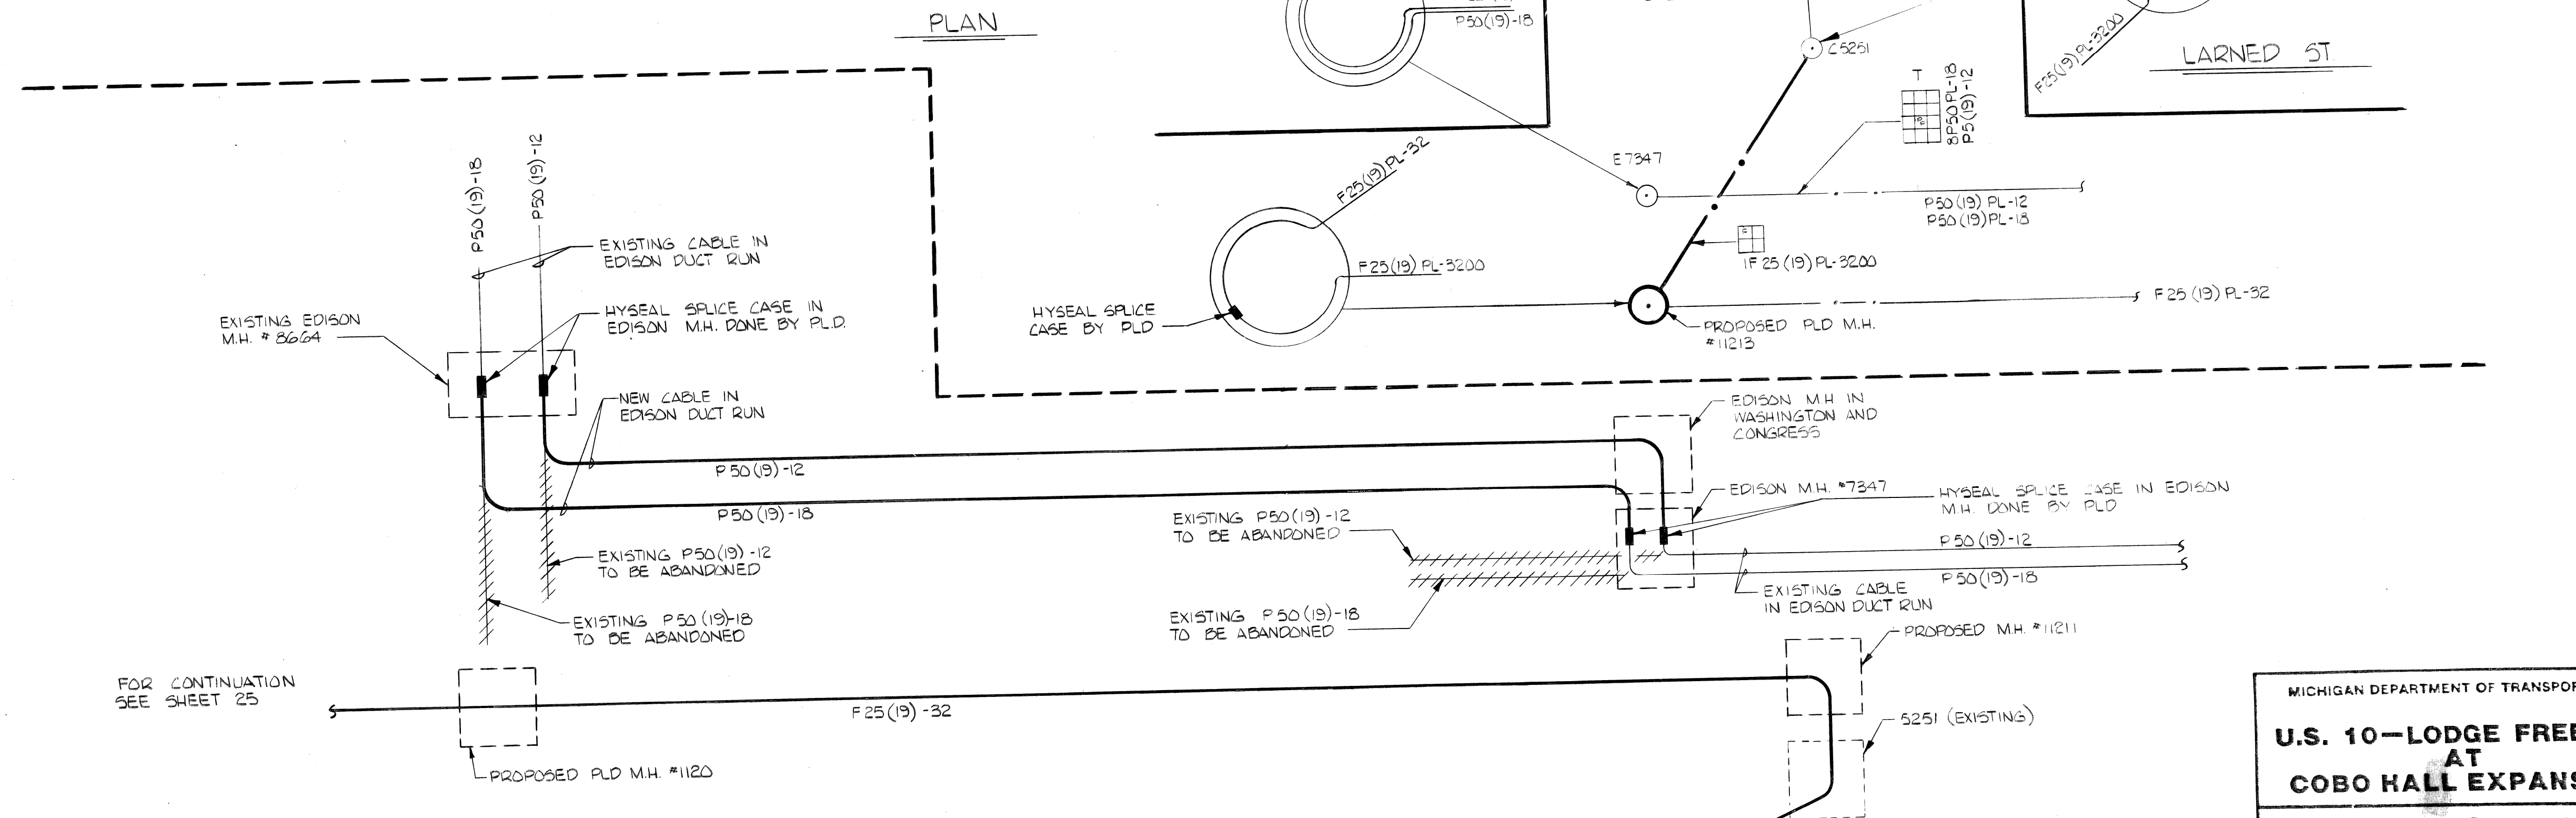 PLAN
P50(19)-18
C5251
F25(19)PL-3200
LARNED ST.
T
8P50PL-18
P5(19)-12
E7347
P50(19)PL-12
P50(19)PL-18
F25(19)PL-32
F25(19)PL-3200
1F25(19)PL-3200
F25(19)PL-32
HYSEAL SPLICE
CASE BY PLD
PROPOSED PLD M.H.
#11213
P50(19)-18
P50(19)-12
EXISTING CABLE IN
EDISON DUCT RUN
EXISTING EDISON
M.H. #8664
HYSEAL SPLICE CASE IN
EDISON M.H. DONE BY P.L.D.
NEW CABLE IN
EDISON DUCT RUN
EDISON M.H IN
WASHINGTON AND
CONGRESS
P50(19)-12
P50(19)-18
EDISON M.H. #7347
HYSEAL SPLICE CASE IN EDISON
M.H. DONE BY PLD
EXISTING P50(19)-12
TO BE ABANDONED
P50(19)-12
P50(19)-18
EXISTING P50(19)-12
TO BE ABANDONED
EXISTING CABLE
IN EDISON DUCT RUN
EXISTING P50(19)-18
TO BE ABANDONED
EXISTING P50(19)-18
TO BE ABANDONED
PROPOSED M.H. #11211
FOR CONTINUATION
SEE SHEET 25
F25(19)-32
5251 (EXISTING)
PROPOSED PLD M.H. #1120
MICHIGAN DEPARTMENT OF TRANSPOR
U.S. 10-LODGE FREE
AT
COBO HALL EXPANS